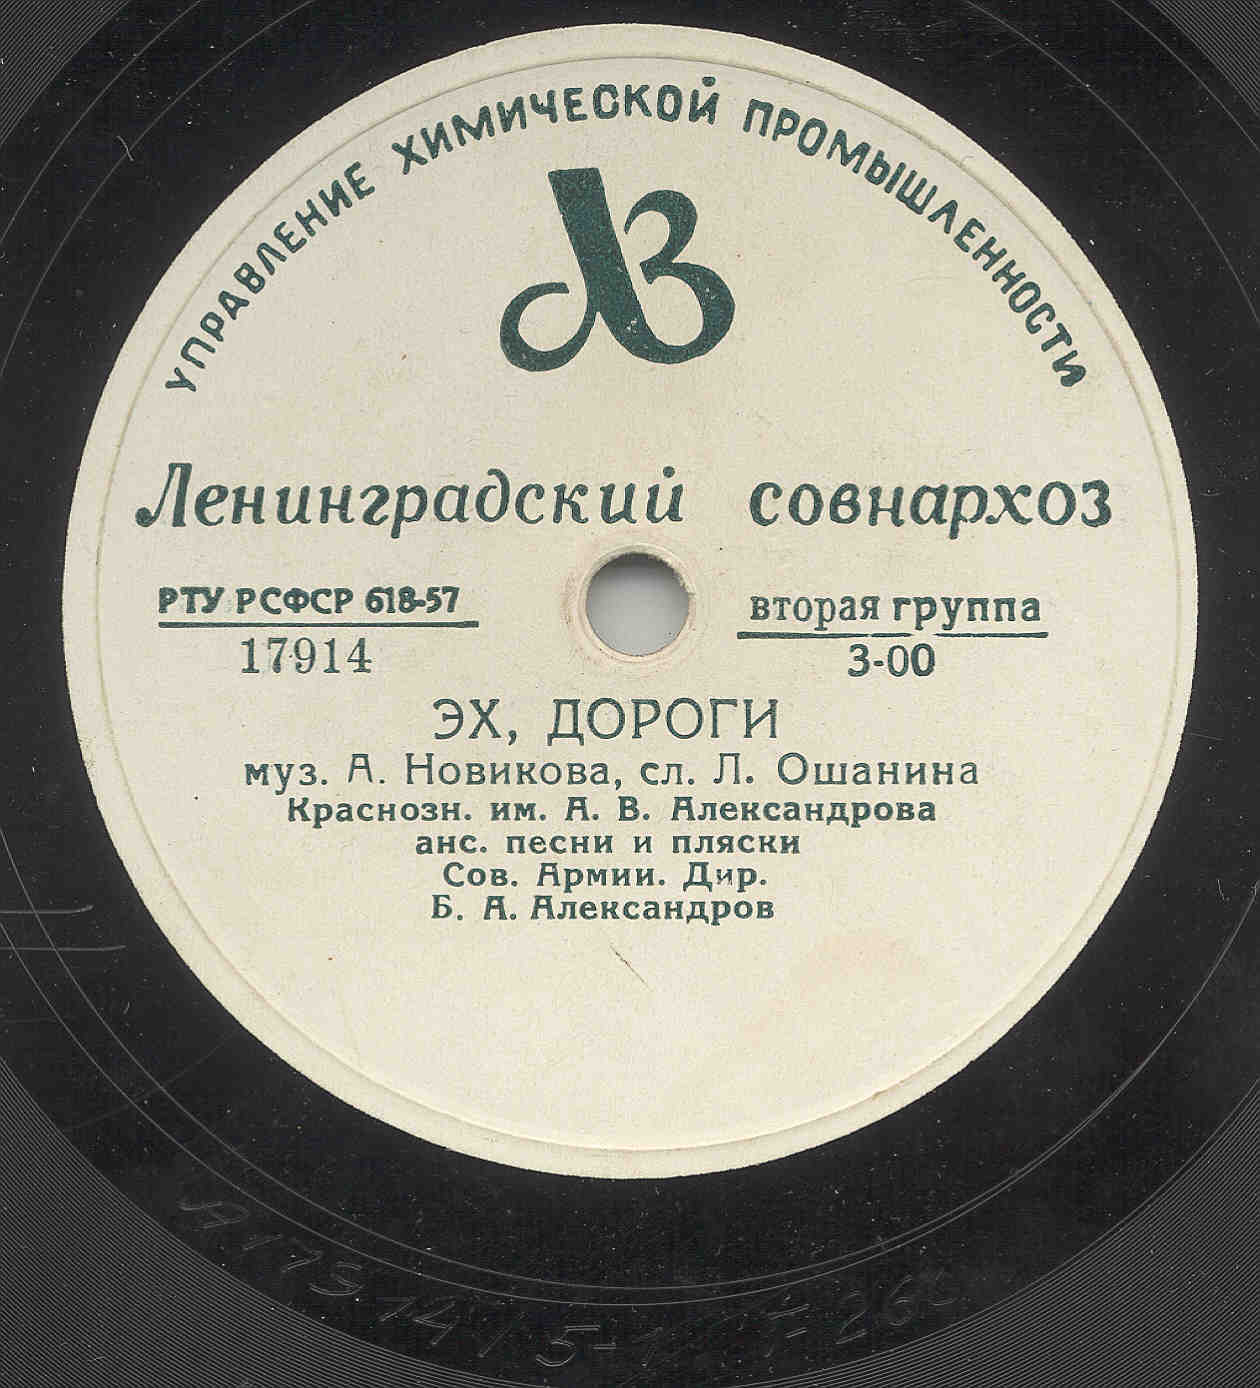 УПРАВЛЕНИЕ ХИМИЧЕСКОЙ ПРОМЫШЛЕННОСТИ
ЛЗ
Ленинградский совнархоз
РТУ РСФСР 618-57
вторая группа
17914
3-00
ЭХ, ДОРОГИ
муз. А. Новикова, сл. Л. Ошанина
Краснозн. им. А. В. Александрова
анс. песни и пляски
Сов. Армии. Дир.
Б. А. Александров